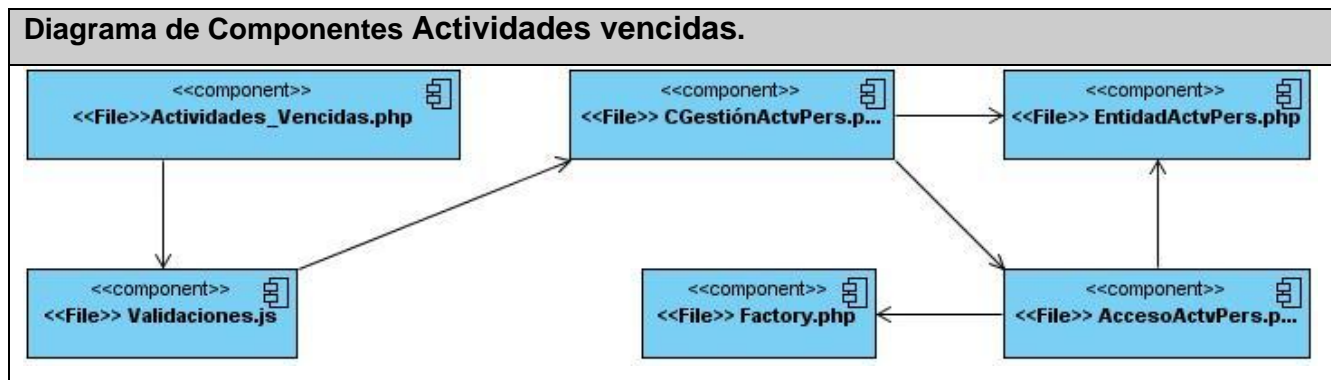 Diagrama de Componentes Actividades vencidas.
<<component>>
<<File>>Actividades_Vencidas.php
<<component>>
<<File>> CGestiónActvPers.p...
<<component>>
<<File>> EntidadActvPers.php
<<component>>
<<File>> Validaciones.js
<<component>>
<<File>> Factory.php
<<component>>
<<File>> AccesoActvPers.p...